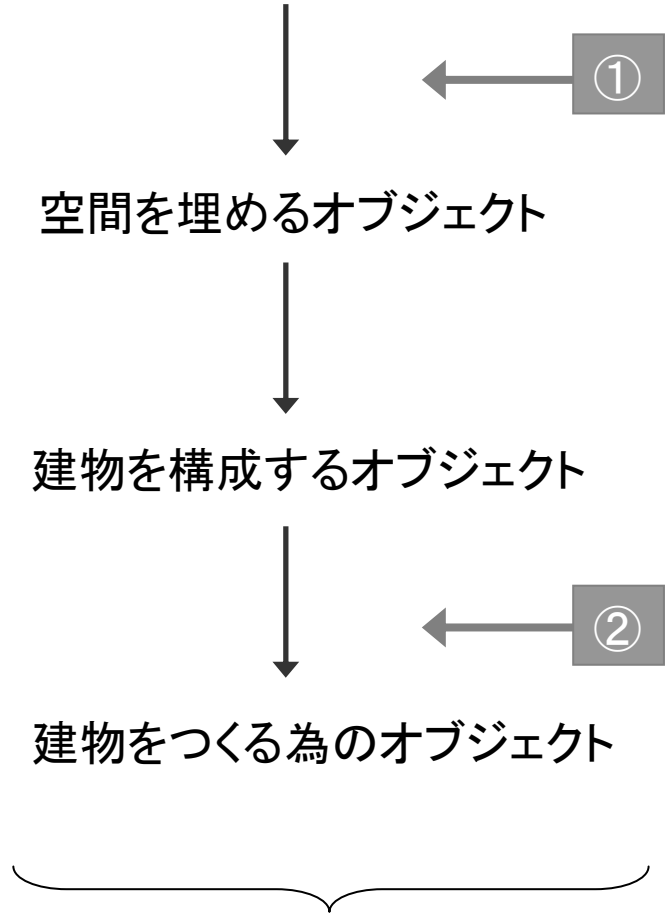 ①
空間を埋めるオブジェクト
建物を構成するオブジェクト
②
建物をつくる為のオブジェクト